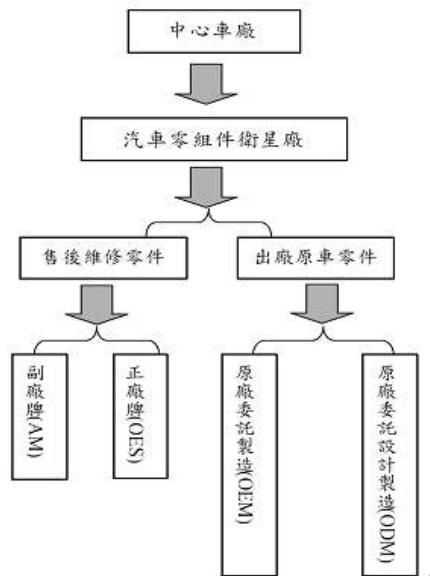 中心車廠
汽車零組件衛星廠
售後維修零件
出廠原車零件
副廠牌(AM)
正廠牌(OES)
原廠委託製造(OEM)
原廠委託設計製造(ODM)